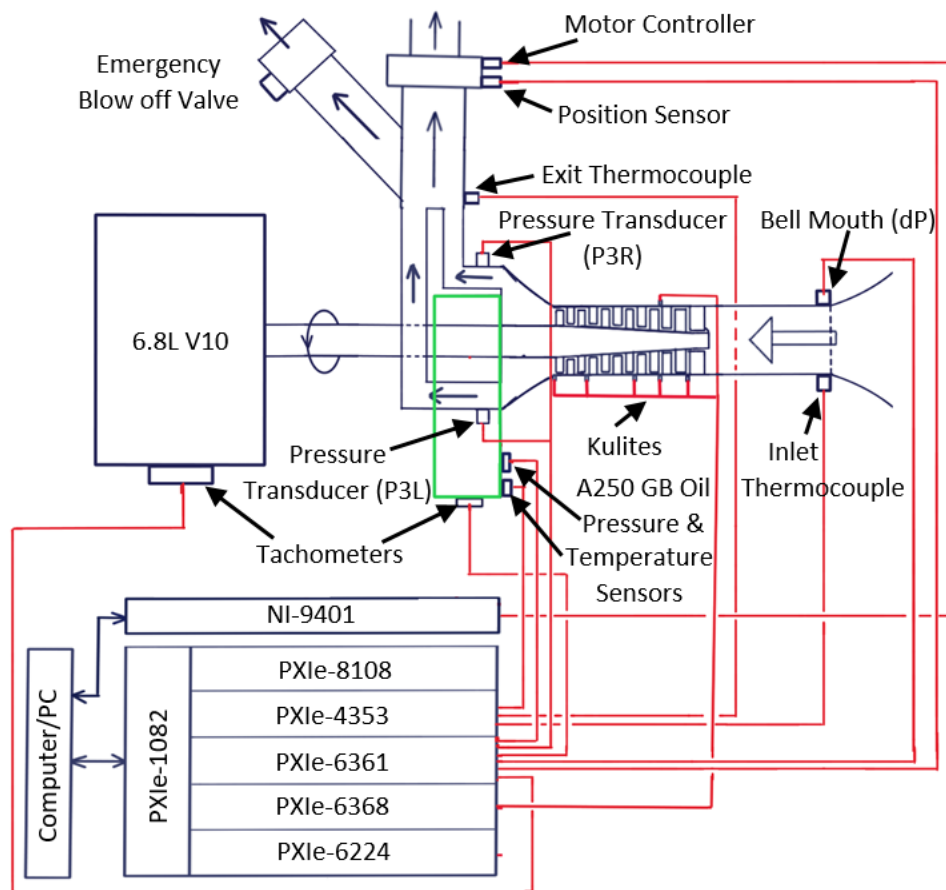 Motor Controller
Emergency
Blow off Valve
Position Sensor
Exit Thermocouple
Pressure Transducer
(P3R)
Bell Mouth (dP)
6.8L V10
Pressure
Transducer (P3L)
Kulites
Inlet
Thermocouple
A250 GB Oil
Pressure &
Temperature
Sensors
Tachometers
NI-9401
Computer/PC
PXIe-1082
PXIe-8108
PXIe-4353
PXIe-6361
PXIe-6368
PXIe-6224